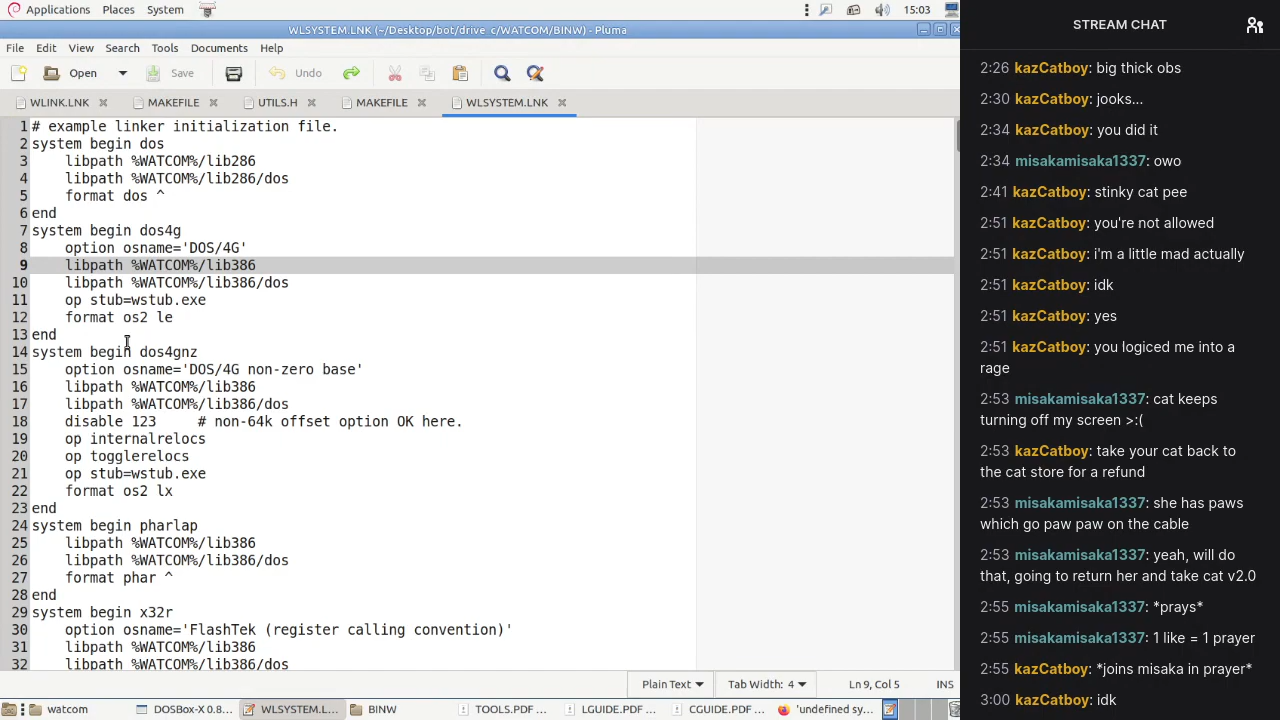 Applications Places System 15:03
WLSYSTEM.LNK (~/Desktop/bot/drive_c/WATCOM/BINW) - Pluma
File Edit View Search Tools Documents Help
Open Save Undo
WLINK.LNK MAKEFILE UTILS.H MAKEFILE WLSYSTEM.LNK
1 # example linker initialization file.
2 system begin dos
3 libpath %WATCOM%/lib286
4 libpath %WATCOM%/lib286/dos
5 format dos ^
6 end
7 system begin dos4g
8 option osname='DOS/4G'
9 libpath %WATCOM%/lib386
10 libpath %WATCOM%/lib386/dos
11 op stub=wstub.exe
12 format os2 le
13 end
14 system begin dos4gnz
15 option osname='DOS/4G non-zero base'
16 libpath %WATCOM%/lib386
17 libpath %WATCOM%/lib386/dos
18 disable 123 # non-64k offset option OK here.
19 op internalrelocs
20 op togglerelocs
21 op stub=wstub.exe
22 format os2 lx
23 end
24 system begin pharlap
25 libpath %WATCOM%/lib386
26 libpath %WATCOM%/lib386/dos
27 format phar ^
28 end
29 system begin x32r
30 option osname='FlashTek (register calling convention)'
31 libpath %WATCOM%/lib386
32 libpath %WATCOM%/lib386/dos
Plain Text Tab Width: 4 Ln 9, Col 5 INS
watcom DOSBox-X 0.8... WLSYSTEM.L... BINW TOOLS.PDF ... LGUIDE.PDF ... CGUIDE.PDF ... 'undefined sy...
STREAM CHAT
2:26 kazCatboy: big thick obs
2:30 kazCatboy: jooks...
2:34 kazCatboy: you did it
2:34 misakamisaka1337: owo
2:41 kazCatboy: stinky cat pee
2:51 kazCatboy: you're not allowed
2:51 kazCatboy: i'm a little mad actually
2:51 kazCatboy: idk
2:51 kazCatboy: yes
2:51 kazCatboy: you logiced me into a
rage
2:53 misakamisaka1337: cat keeps
turning off my screen >:(
2:53 kazCatboy: take your cat back to
the cat store for a refund
2:53 misakamisaka1337: she has paws
which go paw paw on the cable
2:53 misakamisaka1337: yeah, will do
that, going to return her and take cat v2.0
2:55 misakamisaka1337: *prays*
2:55 misakamisaka1337: 1 like = 1 prayer
2:55 kazCatboy: *joins misaka in prayer*
3:00 kazCatboy: idk